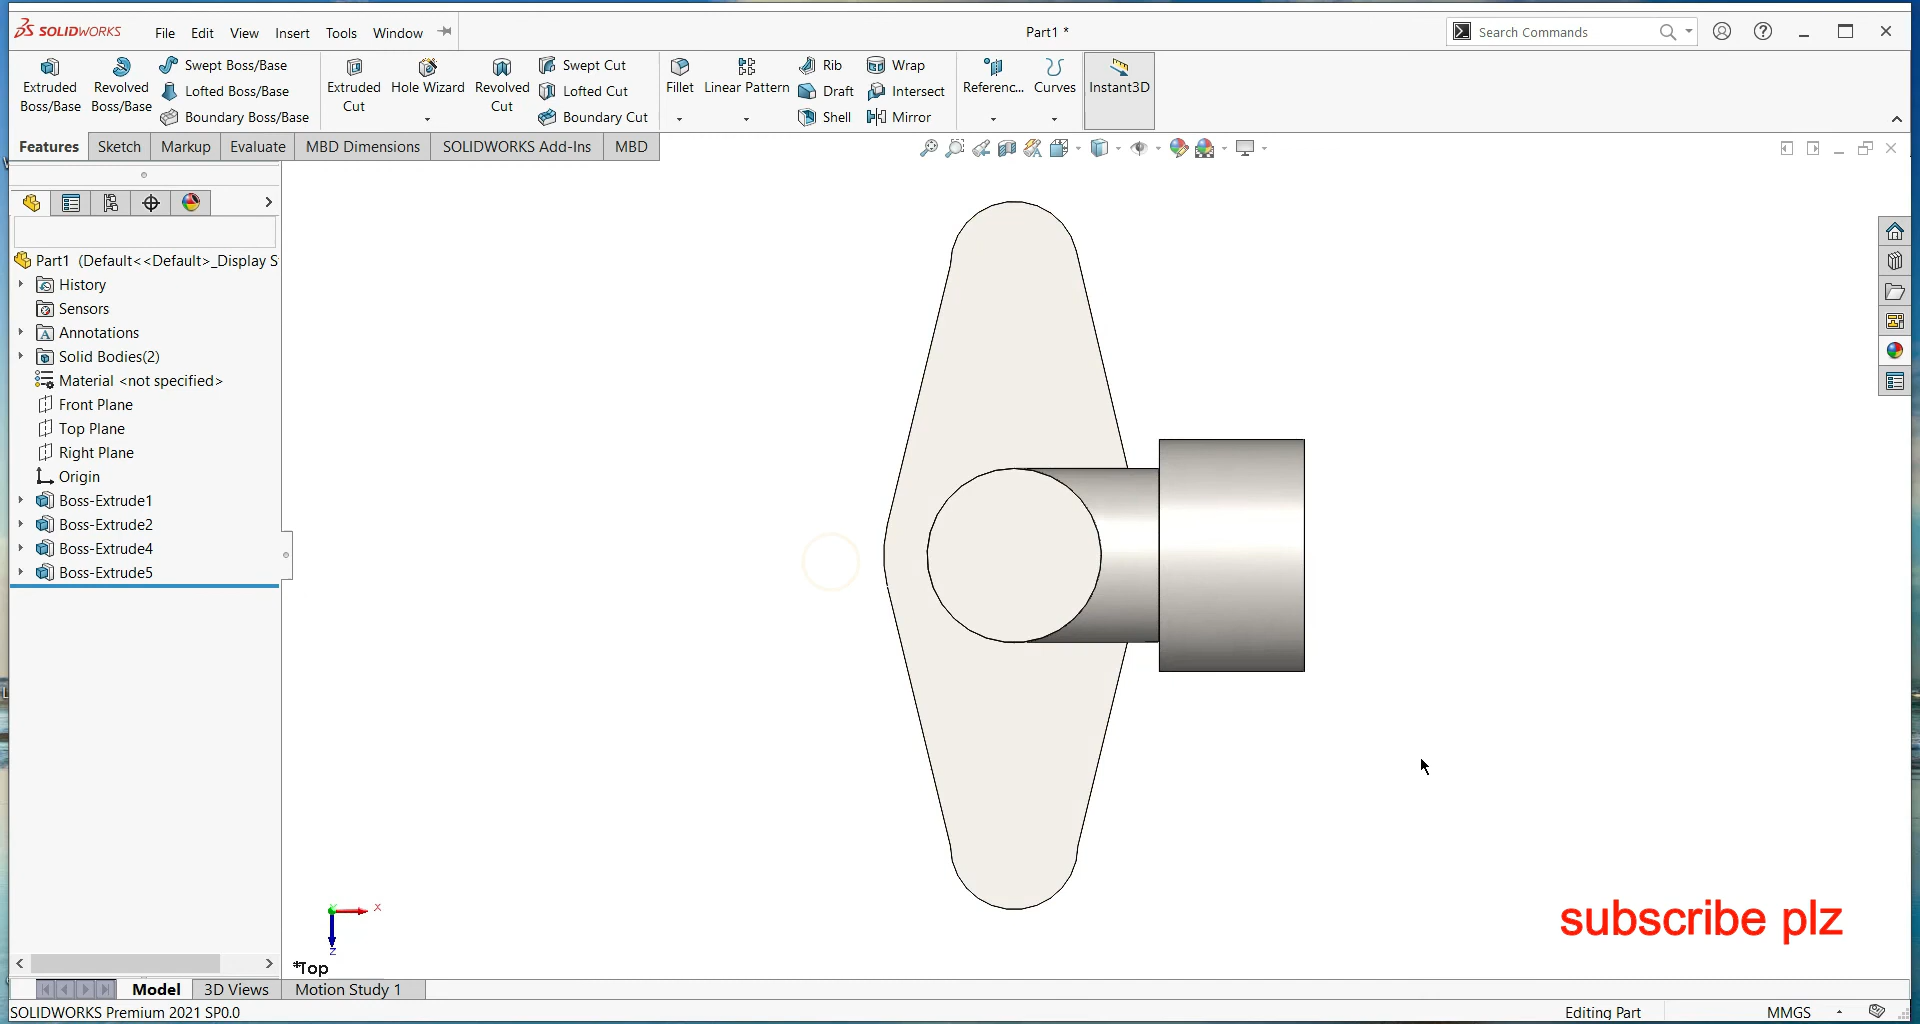 SOLIDWORKS File Edit View Insert Tools Window Part1 * Search Commands
Extruded Boss/Base
Revolved Boss/Base
Swept Boss/Base
Lofted Boss/Base
Boundary Boss/Base
Extruded Cut
Hole Wizard
Revolved Cut
Swept Cut
Lofted Cut
Boundary Cut
Fillet
Linear Pattern
Rib
Draft
Shell
Wrap
Intersect
Mirror
Referenc...
Curves
Instant3D
Features Sketch Markup Evaluate MBD Dimensions SOLIDWORKS Add-Ins MBD
Part1 (Default<<Default>_Display S
History
Sensors
Annotations
Solid Bodies(2)
Material <not specified>
Front Plane
Top Plane
Right Plane
Origin
Boss-Extrude1
Boss-Extrude2
Boss-Extrude4
Boss-Extrude5
x
z
*Top
subscribe plz
Model 3D Views Motion Study 1
SOLIDWORKS Premium 2021 SP0.0 Editing Part MMGS